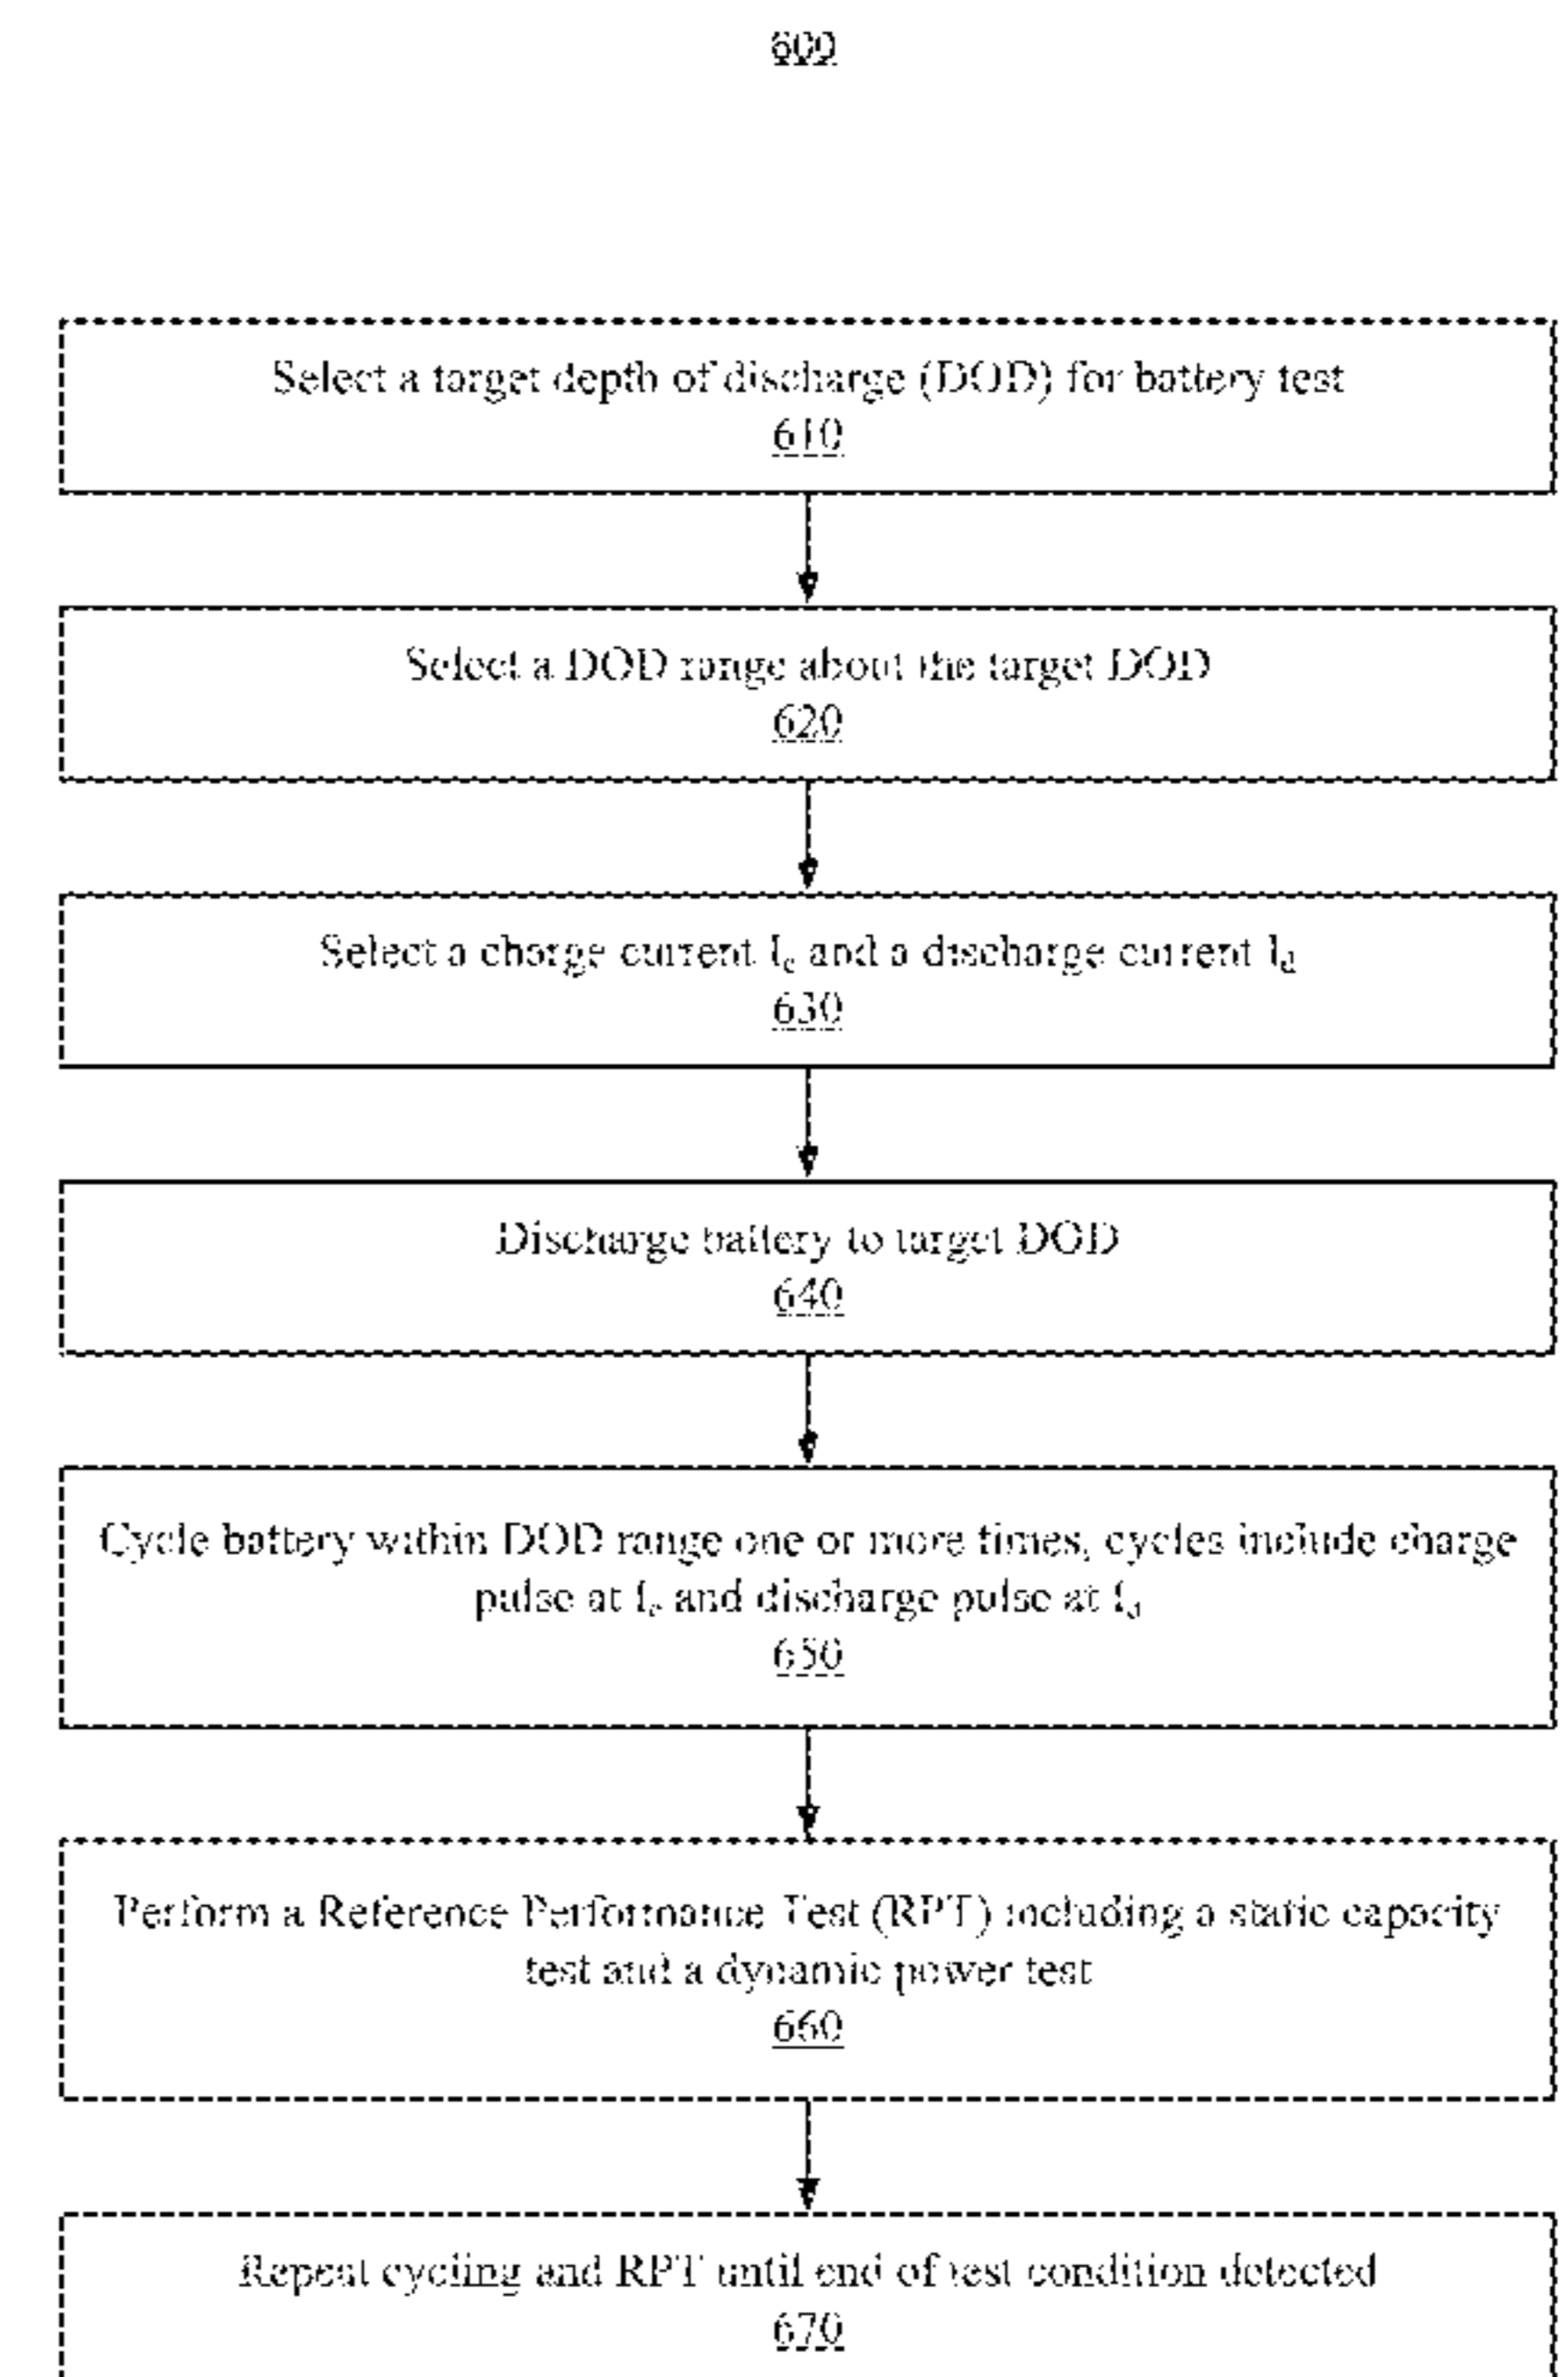 600
Select a target depth of discharge (DOD) for battery test
610
Select a DOD range about the target DOD
620
Select a charge current Ic and a discharge current Id
630
Discharge battery to target DOD
640
Cycle battery within DOD range one or more times, cycles include charge
pulse at Ic and discharge pulse at Id
650
Perform a Reference Performance Test (RPT) including a static capacity
test and a dynamic power test
660
Repeat cycling and RPT until end of test condition detected
670